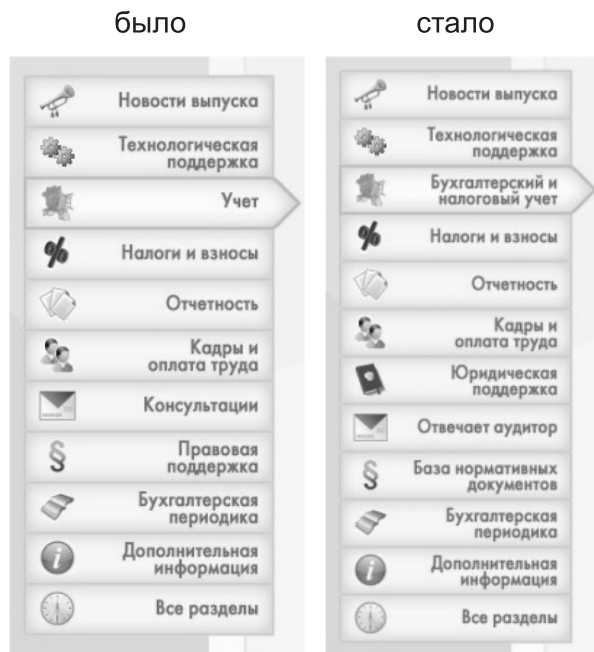 было
Новости выпуска
Технологическая
поддержка
Учет
Налоги и взносы
Отчетность
Кадры и
оплата труда
Консультации
Правовая
поддержка
Бухгалтерская
периодика
Дополнительная
информация
Все разделы
стало
Новости выпуска
Технологическая
поддержка
Бухгалтерский и
налоговый учет
Налоги и взносы
Отчетность
Кадры и
оплата труда
Юридическая
поддержка
Отвечает аудитор
База нормативных
документов
Бухгалтерская
периодика
Дополнительная
информация
Все разделы